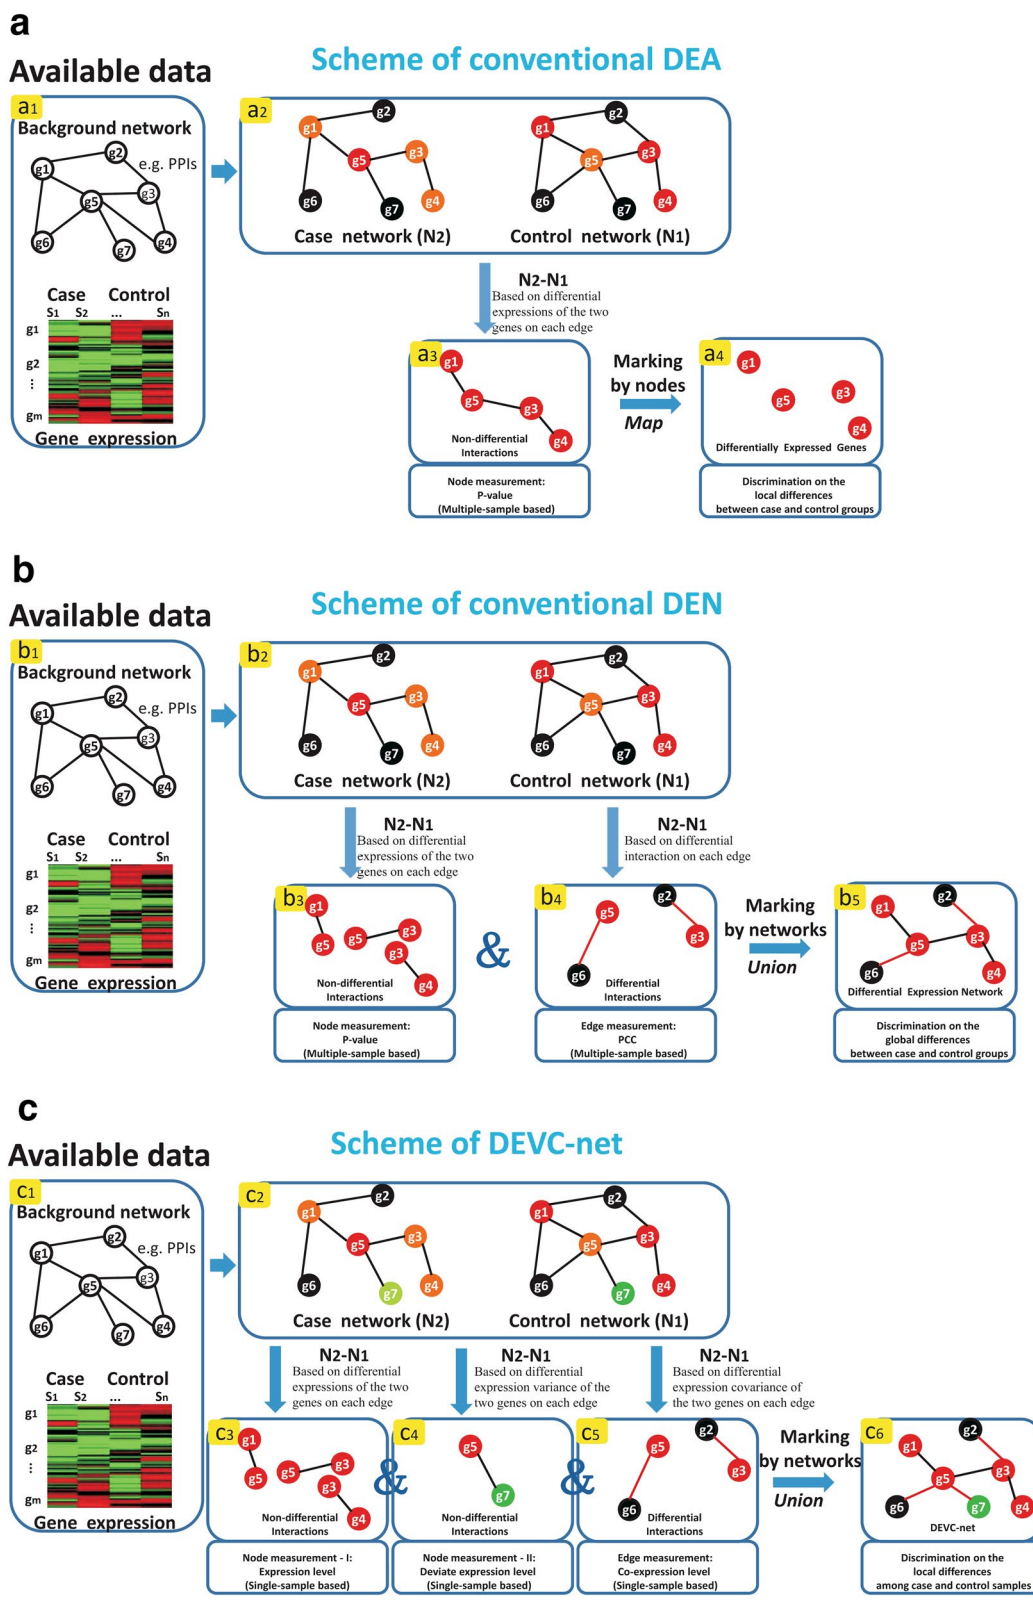 a
Scheme of conventional DEA
Available data
a1
Background network
e.g. PPIs
g1
g2
g3
g5
g6
g7
g4
Case Control
S1 S2 ... Sn
g1
g2
⋮
gm
Gene expression
a2
g1
g2
g5
g3
g6
g7
g4
Case network (N2)
g1
g2
g5
g3
g6
g7
g4
Control network (N1)
N2-N1
Based on differential
expressions of the two
genes on each edge
a3
g1
g5
g3
g4
Non-differential
Interactions
Node measurement:
P-value
(Multiple-sample based)
Marking
by nodes
Map
a4
g1
g5
g3
g4
Differentially Expressed Genes
Discrimination on the
local differences
between case and control groups
b
Scheme of conventional DEN
Available data
b1
Background network
e.g. PPIs
g1
g2
g3
g5
g6
g7
g4
Case Control
S1 S2 ... Sn
g1
g2
⋮
gm
Gene expression
b2
g1
g2
g5
g3
g6
g7
g4
Case network (N2)
g1
g2
g5
g3
g6
g7
g4
Control network (N1)
N2-N1
Based on differential
expressions of the two
genes on each edge
N2-N1
Based on differential
interaction on each edge
b3
g1
g5
g5
g3
g3
g4
Non-differential
Interactions
Node measurement:
P-value
(Multiple-sample based)
&
b4
g5
g2
g3
g6
Differential
Interactions
Edge measurement:
PCC
(Multiple-sample based)
Marking
by networks
Union
b5
g1
g2
g5
g3
g6
g4
Differential Expression Network
Discrimination on the
global differences
between case and control groups
c
Scheme of DEVC-net
Available data
c1
Background network
e.g. PPIs
g1
g2
g3
g5
g6
g7
g4
Case Control
S1 S2 ... Sn
g1
g2
⋮
gm
Gene expression
c2
g1
g2
g5
g3
g6
g7
g4
Case network (N2)
g1
g2
g5
g3
g6
g7
g4
Control network (N1)
N2-N1
Based on differential
expressions of the two
genes on each edge
N2-N1
Based on differential
expression variance of the
two genes on each edge
N2-N1
Based on differential
expression covariance of
the two genes on each edge
c3
g1
g5
g5
g3
g3
g4
Non-differential
Interactions
Node measurement - I:
Expression level
(Single-sample based)
&
c4
g5
g7
Non-differential
Interactions
Node measurement - II:
Deviate expression level
(Single-sample based)
&
c5
g5
g2
g3
g6
Differential
Interactions
Edge measurement:
Co-expression level
(Single-sample based)
Marking
by networks
Union
c6
g1
g2
g5
g3
g6
g7
g4
DEVC-net
Discrimination on the
local differences
among case and control samples